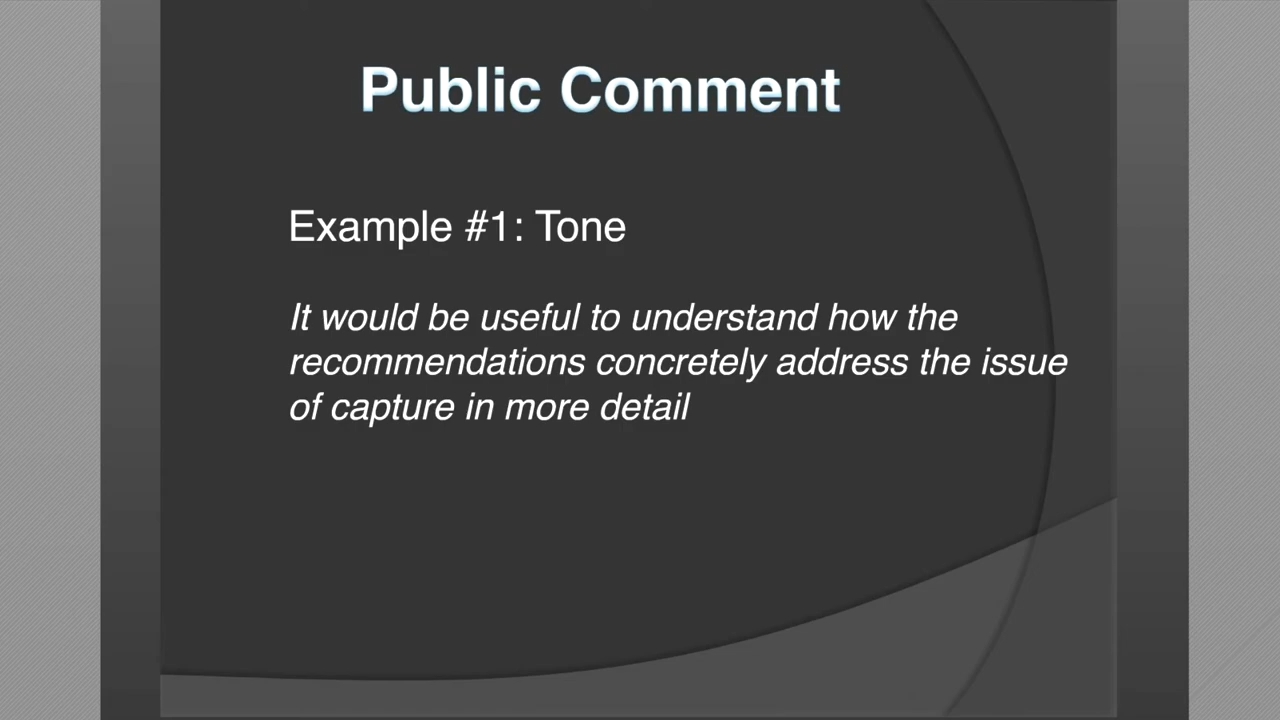 Public Comment
Example #1: Tone
It would be useful to understand how the
recommendations concretely address the issue
of capture in more detail